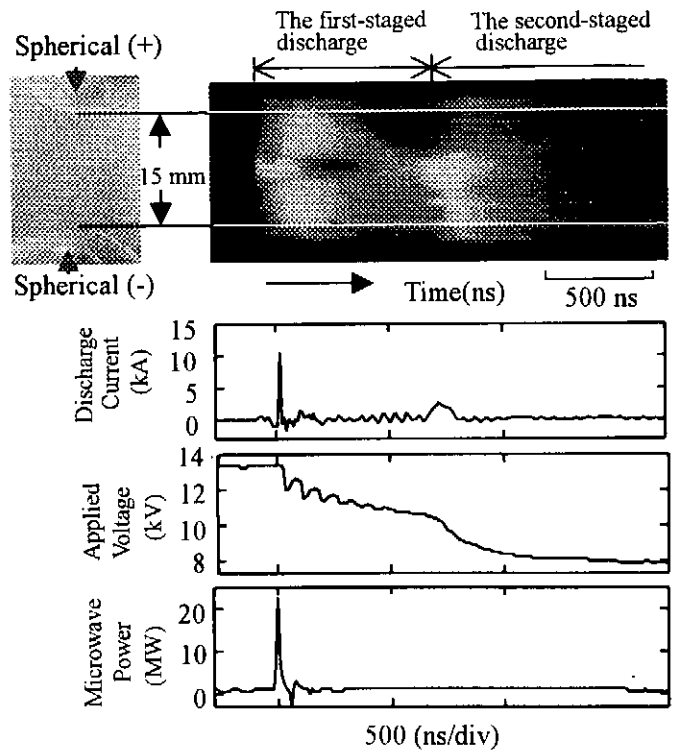 The first-staged
discharge
The second-staged
discharge
Spherical (+)
15 mm
Spherical (-)
Time(ns)
500 ns
Discharge
Current
(kA)
15
10
5
0
Applied
Voltage
(kV)
14
12
10
8
Microwave
Power
(MW)
20
10
0
500 (ns/div)